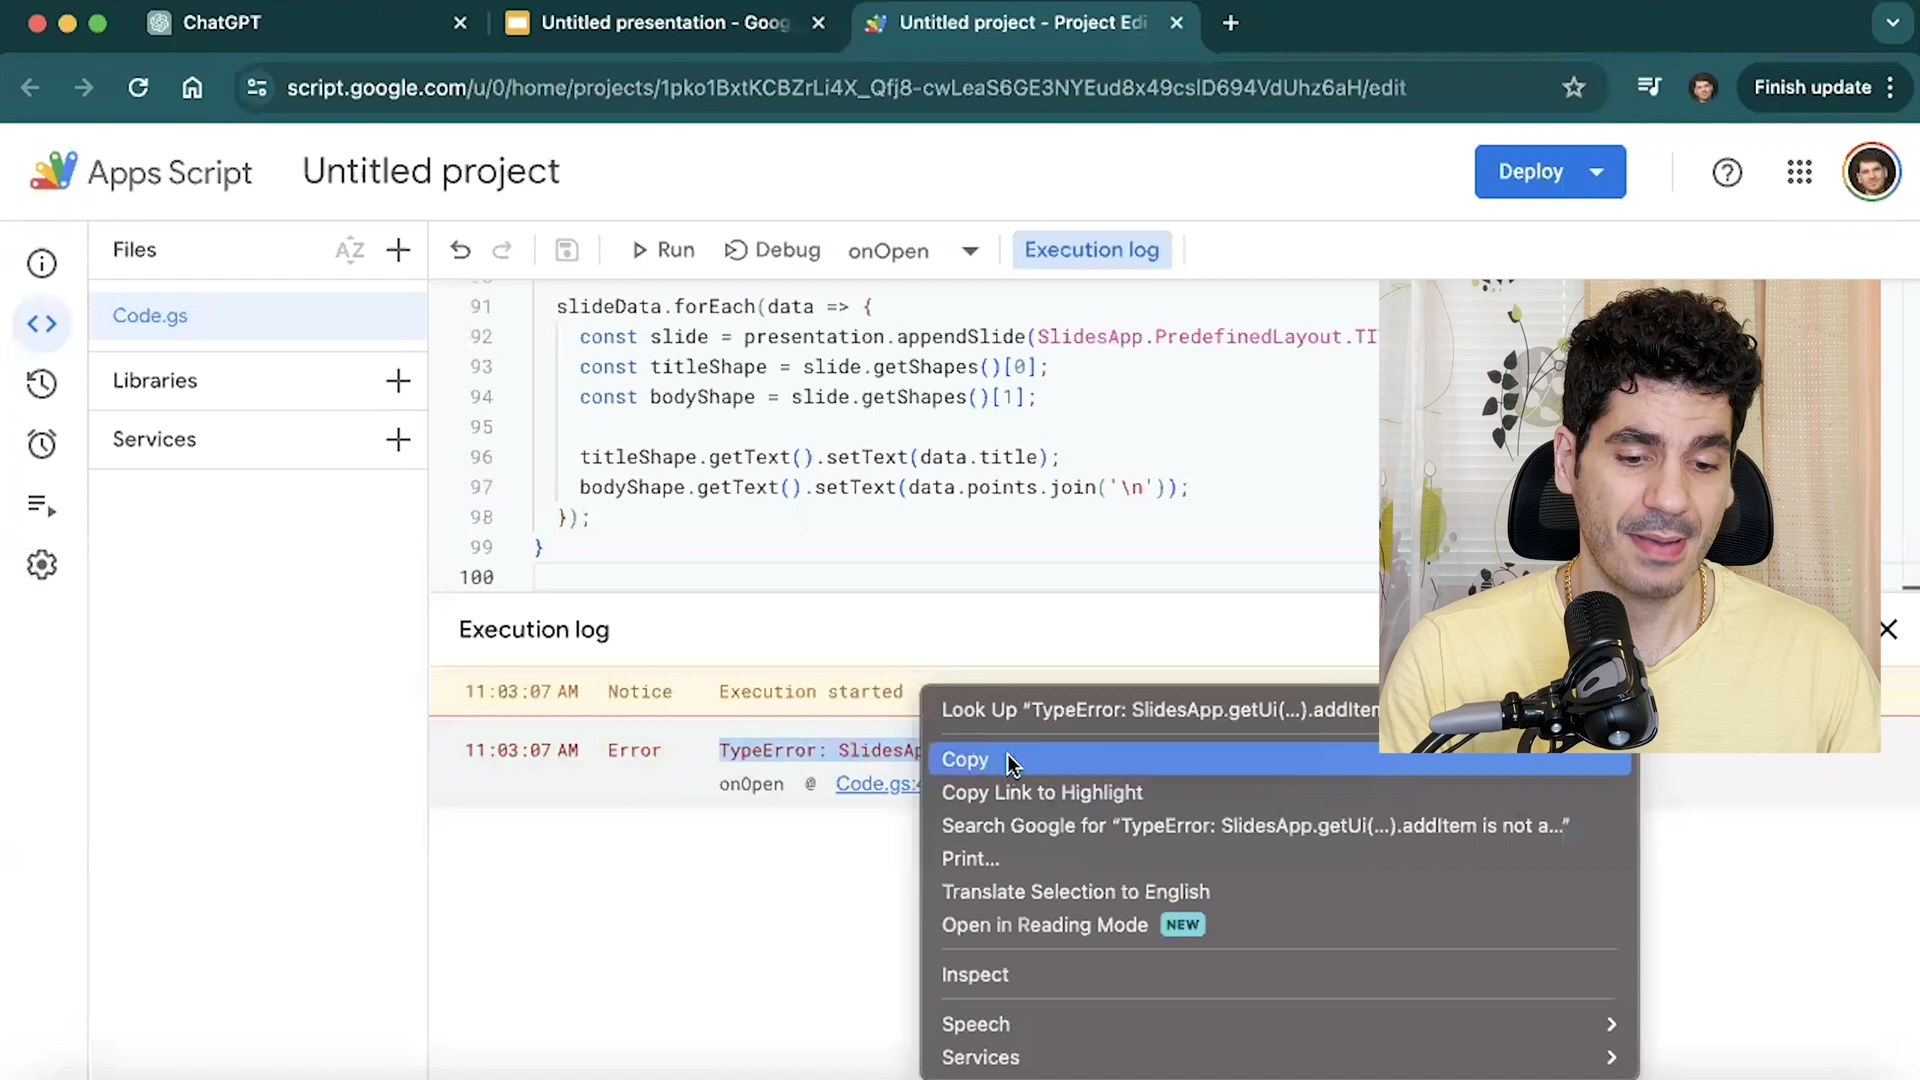 ChatGPT
Untitled presentation - Goog
Untitled project - Project Edi
script.google.com/u/0/home/projects/1pko1BxtKCBZrLi4X_Qfj8-cwLeaS6GE3NYEud8x49cslD694VdUhz6aH/edit
Finish update
Apps Script
Untitled project
Deploy
Files
AZ
Run
Debug
onOpen
Execution log
Code.gs
Libraries
Services
91 slideData.forEach(data => {
92 const slide = presentation.appendSlide(SlidesApp.PredefinedLayout.TI
93 const titleShape = slide.getShapes()[0];
94 const bodyShape = slide.getShapes()[1];
95
96 titleShape.getText().setText(data.title);
97 bodyShape.getText().setText(data.points.join('\n'));
98 });
99 }
100
Execution log
11:03:07 AM Notice Execution started
11:03:07 AM Error TypeError: SlidesAp
onOpen @ Code.gs:
Look Up “TypeError: SlidesApp.getUi(...).addItem
Copy
Copy Link to Highlight
Search Google for “TypeError: SlidesApp.getUi(...).addItem is not a...”
Print...
Translate Selection to English
Open in Reading Mode NEW
Inspect
Speech
Services